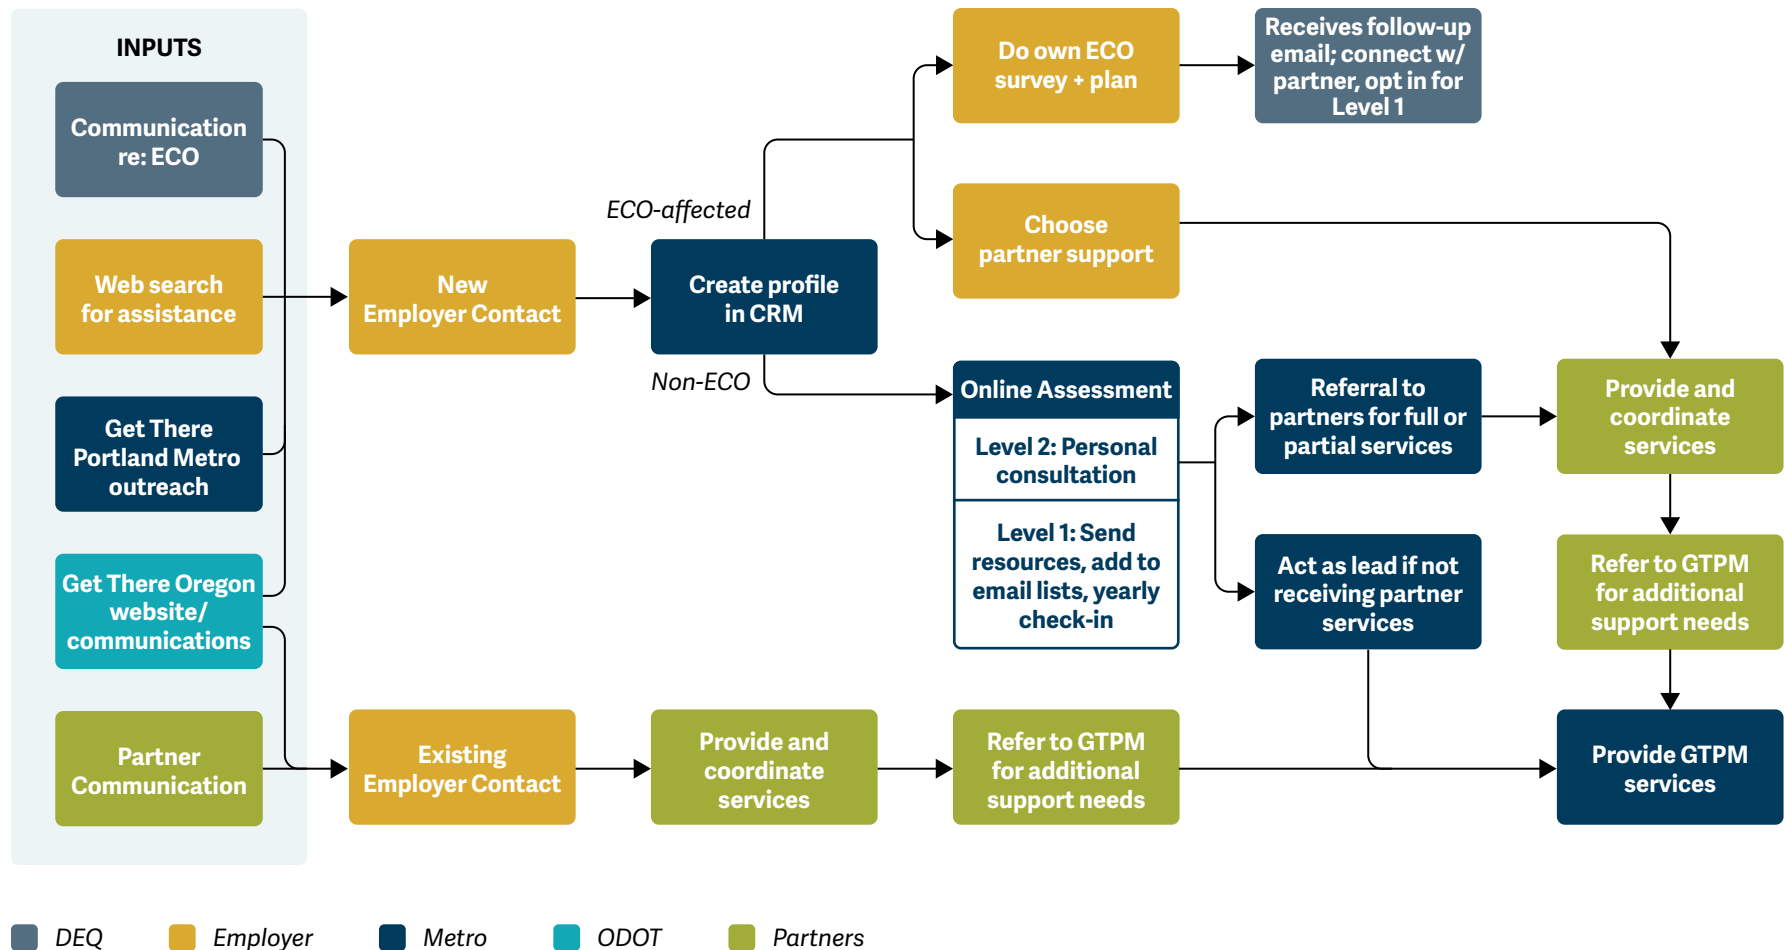 INPUTS
Communication
re: ECO
Web search
for assistance
Get There
Portland Metro
outreach
Get There Oregon
website/
communications
Partner
Communication
New
Employer Contact
Existing
Employer Contact
ECO-affected
Create profile
in CRM
Non-ECO
Provide and
coordinate
services
Do own ECO
survey + plan
Choose
partner support
Online Assessment
Level 2: Personal
consultation
Level 1: Send
resources, add to
email lists, yearly
check-in
Refer to GTPM
for additional
support needs
Receives follow-up
email; connect w/
partner, opt in for
Level 1
Referral to
partners for full or
partial services
Act as lead if not
receiving partner
services
Provide and
coordinate
services
Refer to GTPM
for additional
support needs
Provide GTPM
services
DEQ
Employer
Metro
ODOT
Partners